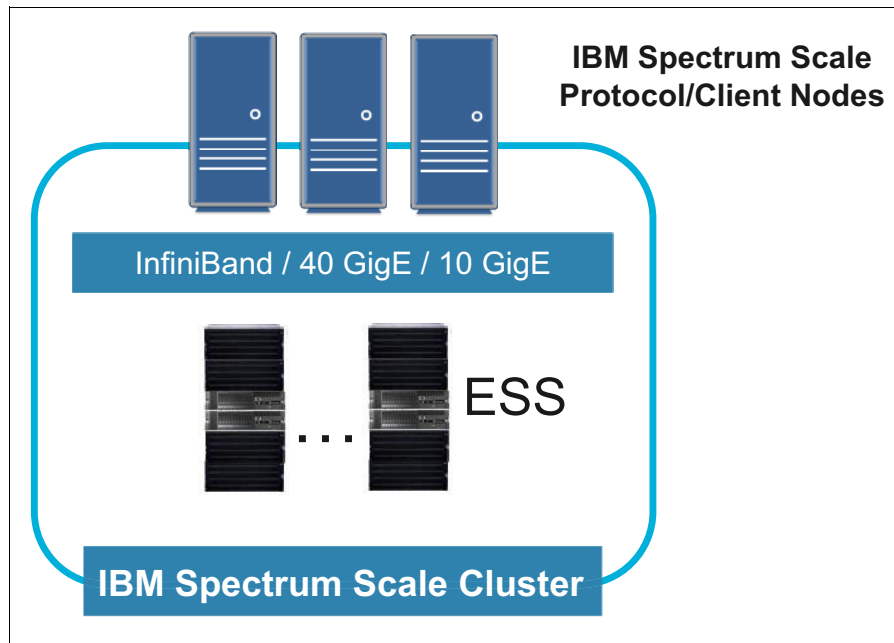 IBM Spectrum Scale
Protocol/Client Nodes
InfiniBand / 40 GigE / 10 GigE
ESS
...
IBM Spectrum Scale Cluster